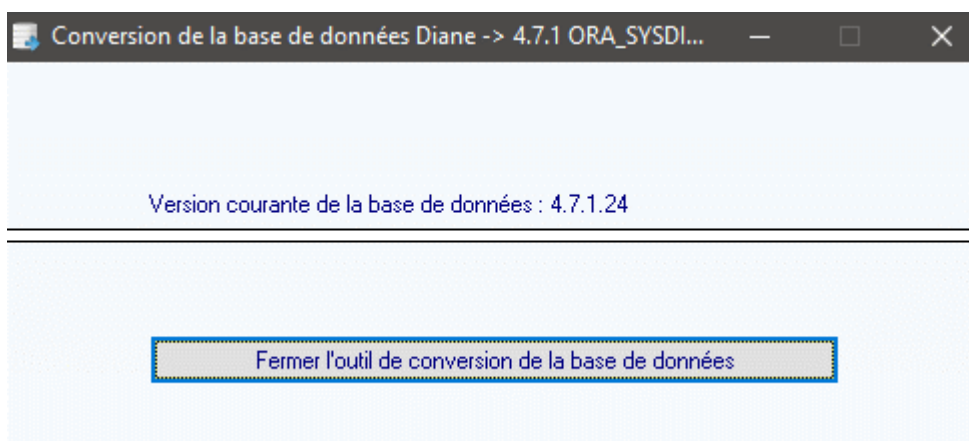 Conversion de la base de données Diane -> 4.7.1 ORA_SYSDI...
Version courante de la base de données : 4.7.1.24
Fermer l'outil de conversion de la base de données